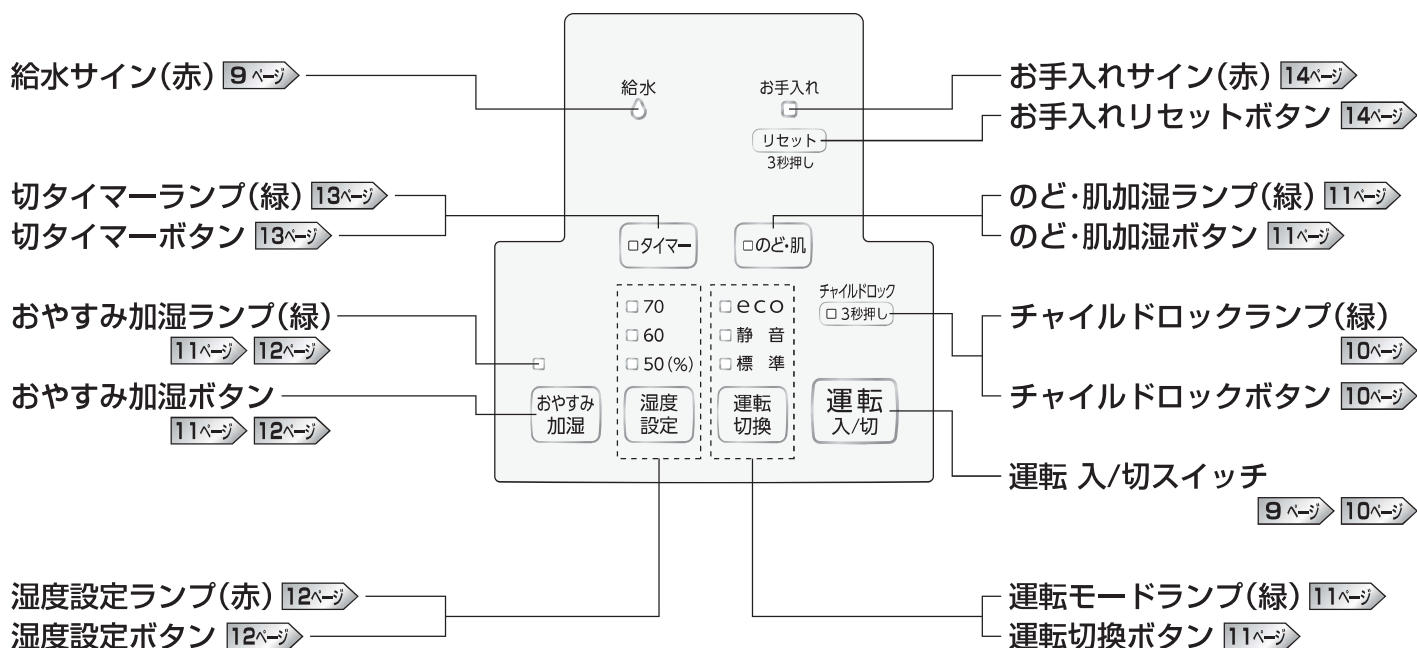 給水サイン(赤) 9ページ
切タイマーランプ(緑) 13ページ
切タイマーボタン 13ページ
おやすみ加湿ランプ(緑)
11ページ 12ページ
おやすみ加湿ボタン
11ページ 12ページ
湿度設定ランプ(赤) 12ページ
湿度設定ボタン 12ページ
給水
お手入れ
リセット
3秒押し
タイマー
のど・肌
70
60
50(%)
eco
静 音
標 準
チャイルドロック
3秒押し
おやすみ
加湿
湿度
設定
運転
切換
運転
入/切
お手入れサイン(赤) 14ページ
お手入れリセットボタン 14ページ
のど・肌加湿ランプ(緑) 11ページ
のど・肌加湿ボタン 11ページ
チャイルドロックランプ(緑)
10ページ
チャイルドロックボタン 10ページ
運転 入/切スイッチ
9ページ 10ページ
運転モードランプ(緑) 11ページ
運転切換ボタン 11ページ